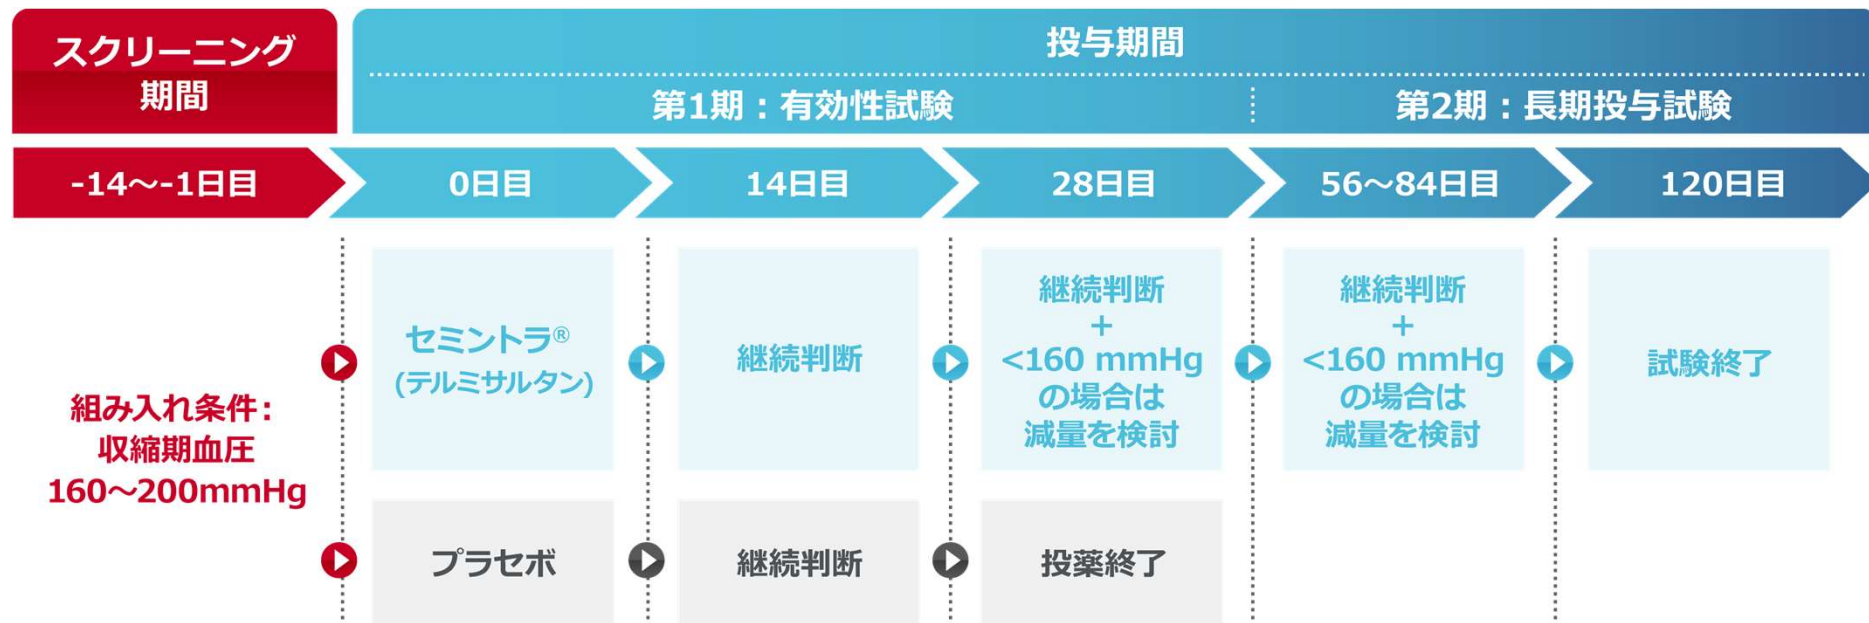 スクリーニング
期間
投与期間
第1期：有効性試験
第2期：長期投与試験
-14～-1日目
0日目
14日目
28日目
56～84日目
120日目
組み入れ条件：
収縮期血圧
160～200mmHg
セミントラ®
(テルミサルタン)
継続判断
継続判断
+
<160 mmHg
の場合は
減量を検討
継続判断
+
<160 mmHg
の場合は
減量を検討
試験終了
プラセボ
継続判断
投薬終了